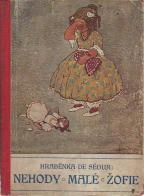 HRABĚNKA DE SÉGUR:
NEHODY MALÉ ŽOFIE